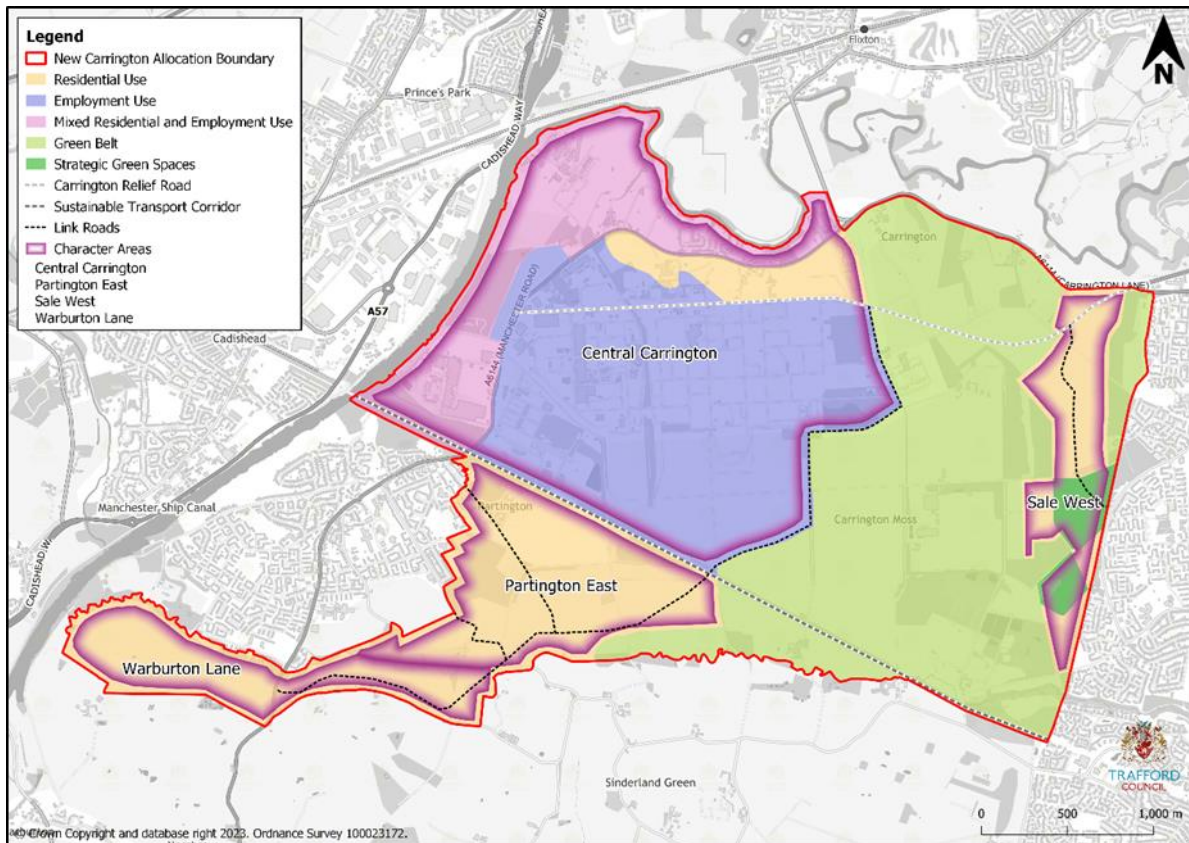 Legend
New Carrington Allocation Boundary
Residential Use
Employment Use
Mixed Residential and Employment Use
Green Belt
Strategic Green Spaces
Carrington Relief Road
Sustainable Transport Corridor
Link Roads
Character Areas
Central Carrington
Partington East
Sale West
Warburton Lane
Flixton
N
Prince's Park
CADISHEAD WAY
Carrington
(CARRINGTON LANE)
A6144 (MANCHESTER ROAD)
A57
Cadishead
Central Carrington
Manchester Ship Canal
Partington
Carrington Moss
Sale West
CADISHEAD W
Partington East
Warburton Lane
Sinderland Green
TRAFFORD
COUNCIL
0 500 1,000 m
© Crown Copyright and database right 2023. Ordnance Survey 100023172.